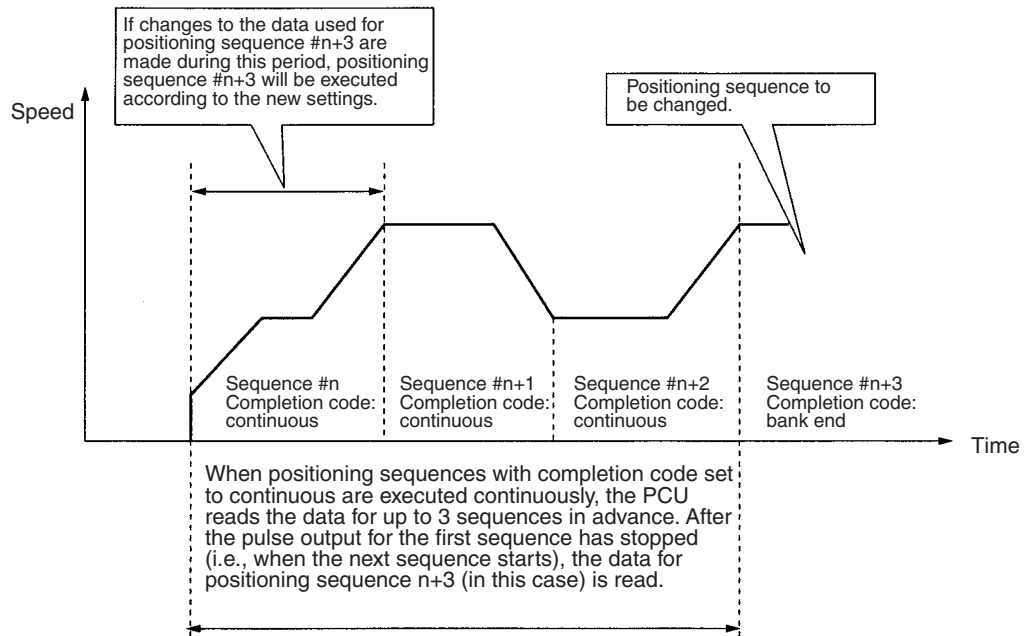 If changes to the data used for
positioning sequence #n+3 are
made during this period, positioning
sequence #n+3 will be executed
according to the new settings.
Positioning sequence to
be changed.
Speed
Sequence #n
Completion code:
continuous
Sequence #n+1
Completion code:
continuous
Sequence #n+2
Completion code:
continuous
Sequence #n+3
Completion code:
bank end
Time
When positioning sequences with completion code set
to continuous are executed continuously, the PCU
reads the data for up to 3 sequences in advance. After
the pulse output for the first sequence has stopped
(i.e., when the next sequence starts), the data for
positioning sequence n+3 (in this case) is read.